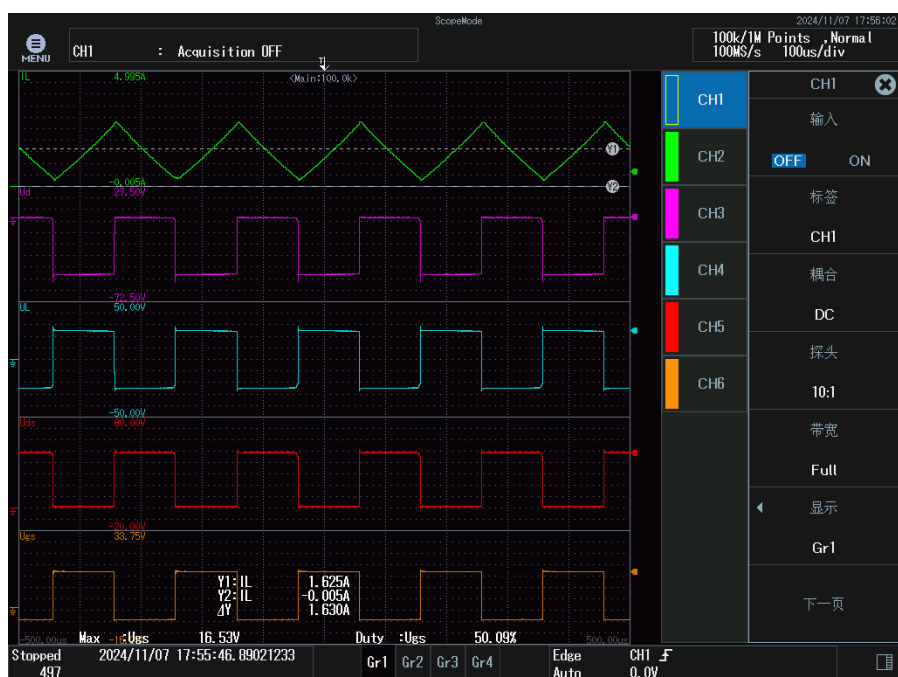 ScopeMode
2024/11/07 17:56:02
MENU
CH1 : Acquisition OFF
100k/1M Points ,Normal
100MS/s 100us/div
IL 4.995A <Main:100.0k>
Y1
-0.005A
Y2
Ud 27.50V
-72.50V
UL 50.00V
-50.00V
Uds 80.00V
-20.00V
Ugs 33.75V
Y1:IL 1.625A
Y2:IL -0.005A
ΔY 1.630A
-500.00us Max :Ugs 16.53V Duty :Ugs 50.09% 500.00us
Stopped 2024/11/07 17:55:46.89021233
497
Gr1 Gr2 Gr3 Gr4
Edge CH1
Auto 0.0V
CH1
CH2
CH3
CH4
CH5
CH6
CH1
输入
OFF ON
标签
CH1
耦合
DC
探头
10:1
带宽
Full
显示
Gr1
下一页